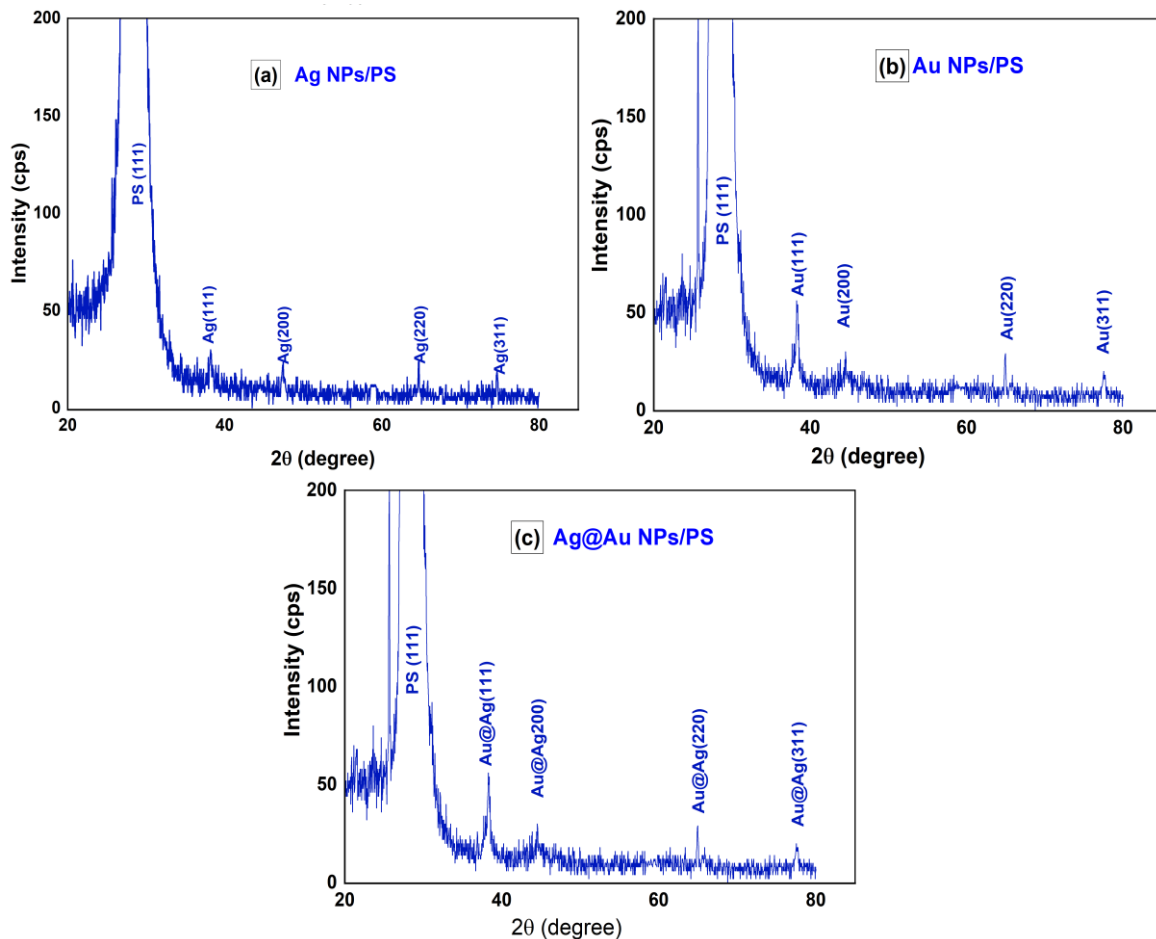 (a) Ag NPs/PS
200
150
100
50
0
Intensity (cps)
PS (111)
Ag(111)
Ag(200)
Ag(220)
Ag(311)
20 40 60 80
2θ (degree)
(b) Au NPs/PS
200
150
100
50
0
Intensity (cps)
PS (111)
Au(111)
Au(200)
Au(220)
Au(311)
20 40 60 80
2θ (degree)
(c) Ag@Au NPs/PS
200
150
100
50
0
Intensity (cps)
PS (111)
Au@Ag(111)
Au@Ag200)
Au@Ag(220)
Au@Ag(311)
20 40 60 80
2θ (degree)